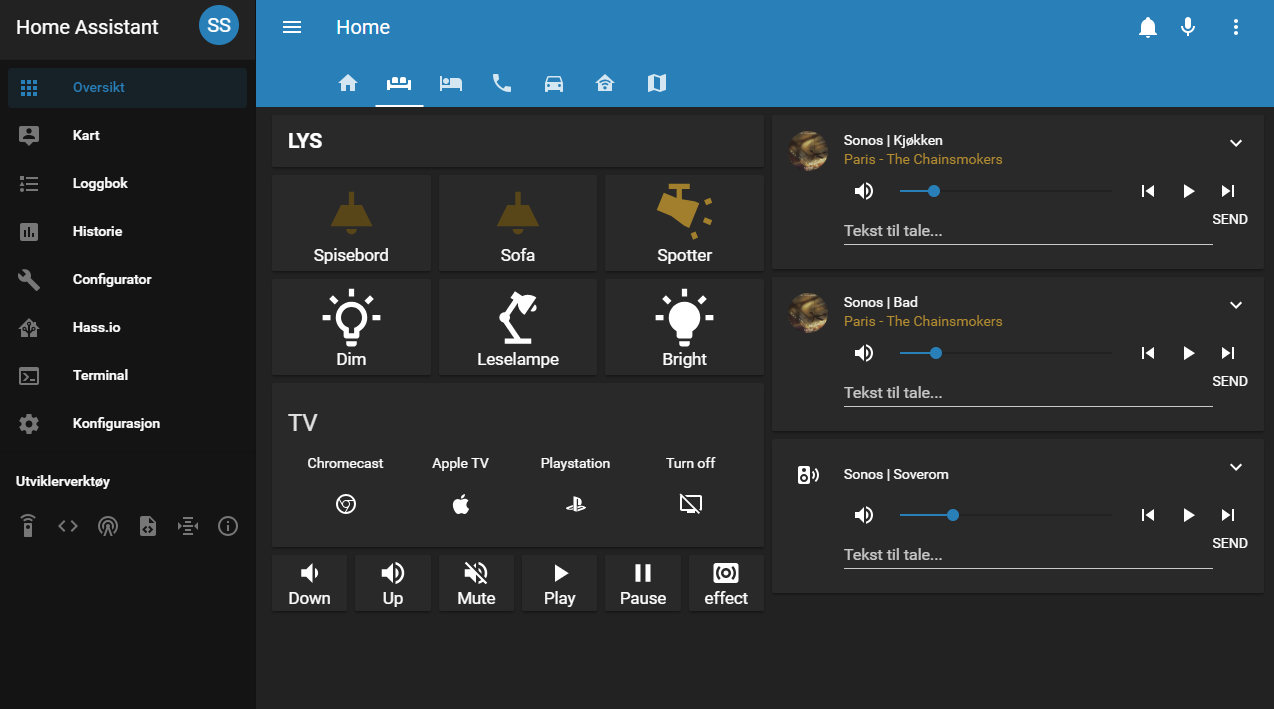 Home Assistant
SS
Oversikt
Kart
Loggbok
Historie
Configurator
Hass.io
Terminal
Konfigurasjon
Utviklerverktøy
Home
LYS
Spisebord
Sofa
Spotter
Dim
Leselampe
Bright
TV
Chromecast
Apple TV
Playstation
Turn off
Down
Up
Mute
Play
Pause
effect
Sonos | Kjøkken
Paris - The Chainsmokers
SEND
Tekst til tale...
Sonos | Bad
Paris - The Chainsmokers
SEND
Tekst til tale...
Sonos | Soverom
SEND
Tekst til tale...